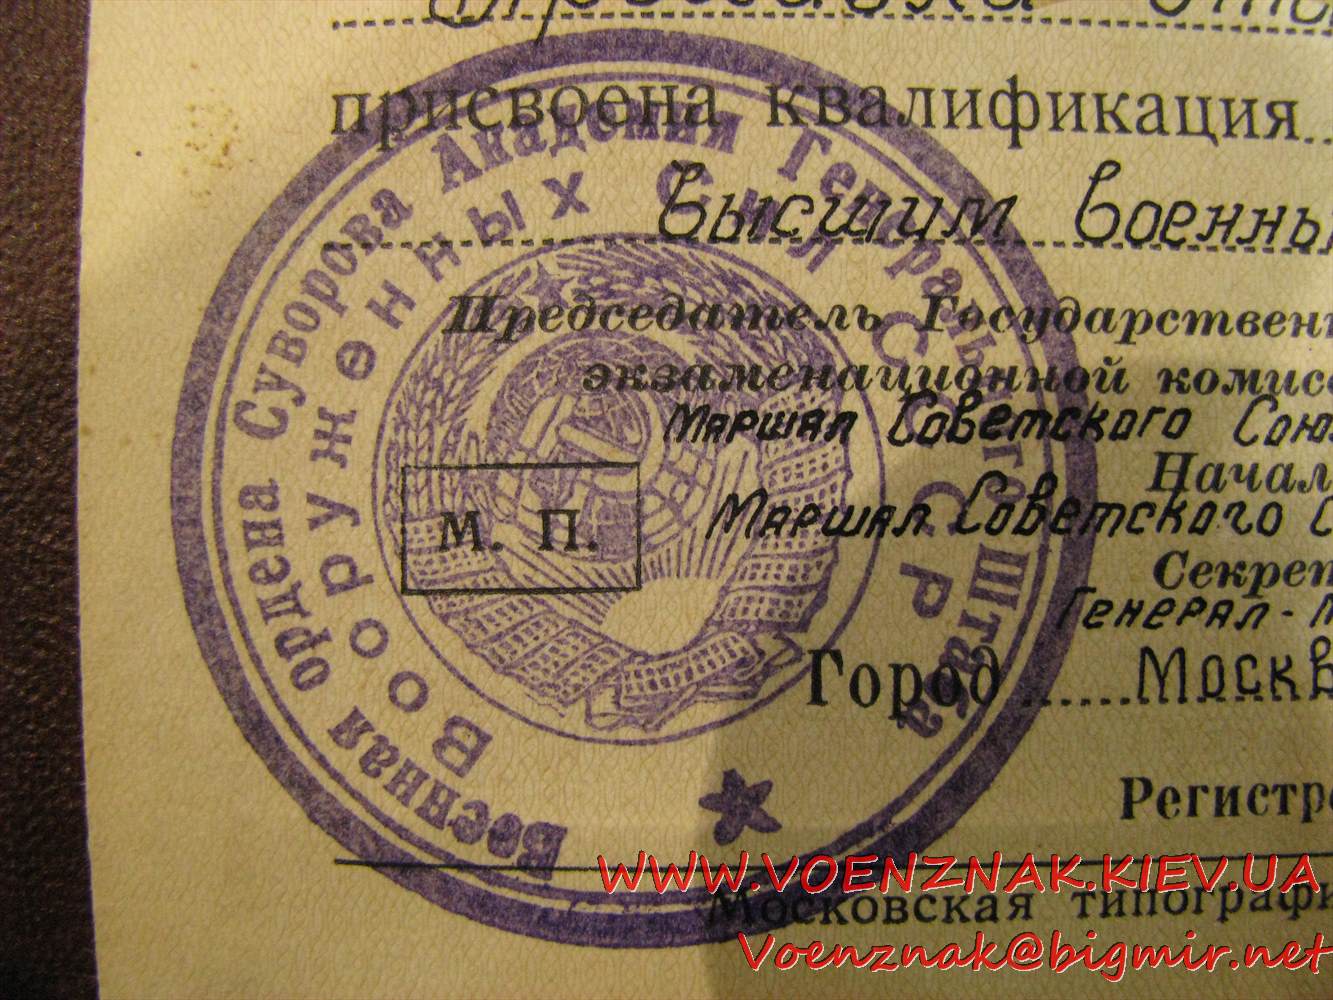 присвоена квалификация
Высшим Военны
Председатель Государствен
экзаменационной комисс
Маршал Советского Сою
Начал
Маршал Советского С
М. П.
Секрет
Генерал-
Город Москв
Регистр
Московская типографи
Военная ордена Суворова Академия Генерального Штаба
Вооруженных Сил СССР
WWW.VOENZNAK.KIEV.UA
Voenznak@bigmir.net